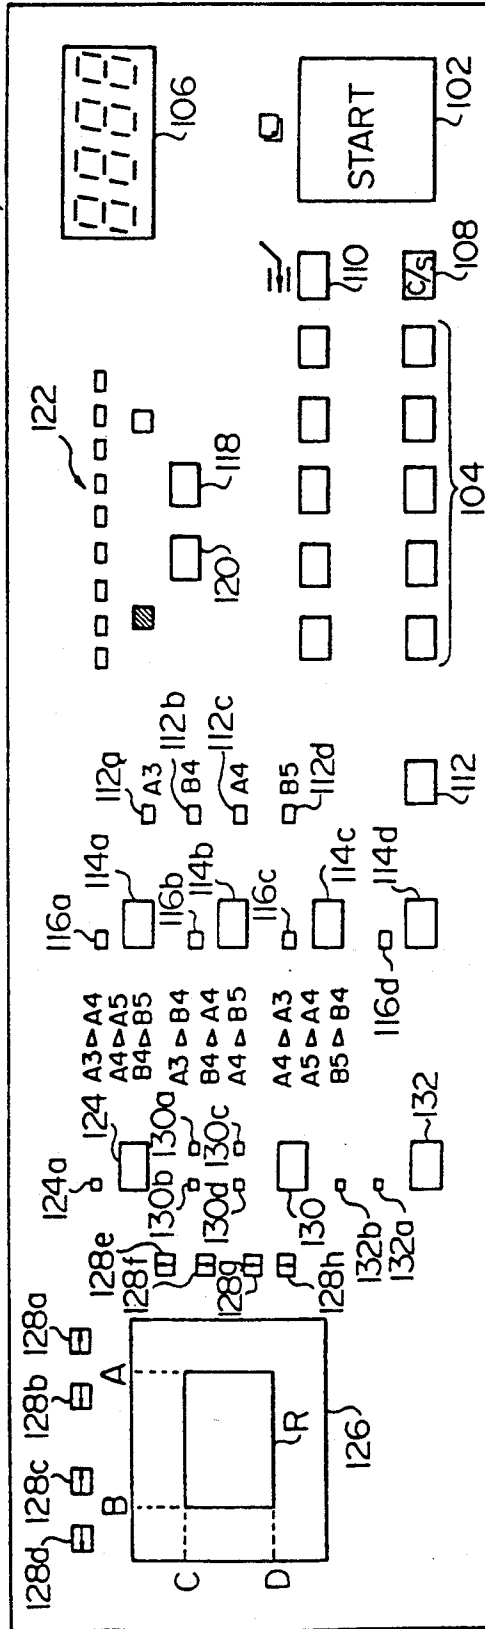 128d
128c
128b
128a
B
A
C
D
R
126
128e
128f
128g
128h
124a
124
130b
130a
130d
130c
130
132b
132a
132
A3▷A4
A4▷A5
B4▷B5
A3▷B4
B4▷A4
A4▷B5
A4▷A3
A5▷A4
B5▷B4
116a
114a
116b
114b
116c
114c
116d
114d
112a
A3
112b
B4
112c
A4
B5
112d
112
122
120
118
104
110
C/S
108
8888
106
START
102